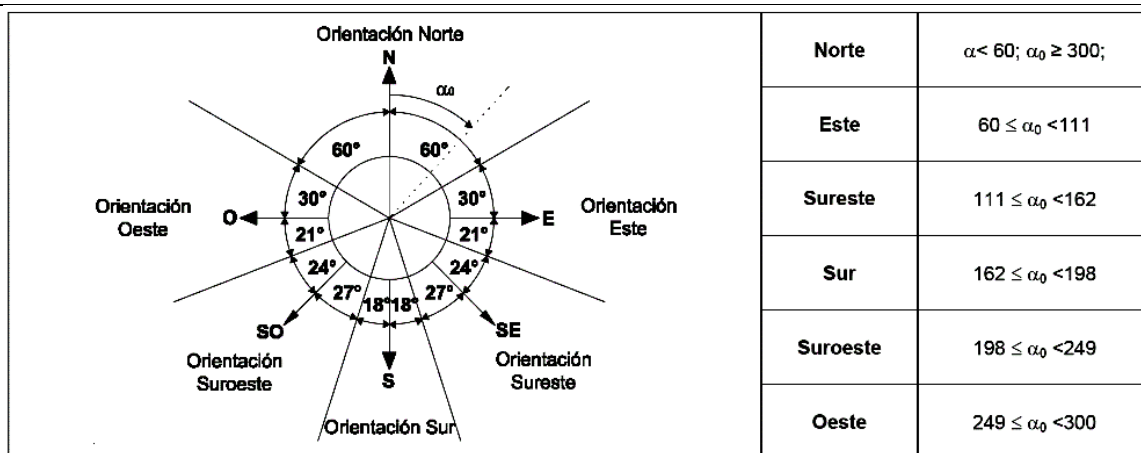 Orientación Norte
N
α₀
60° 60°
30° 30°
Orientación
Oeste
O
E
Orientación
Este
21° 21°
24° 24°
27° 18° 18° 27°
SO
SE
Orientación
Suroeste
S
Orientación
Sureste
Orientación Sur
Norte α< 60; α₀ ≥ 300;
Este 60 ≤ α₀ <111
Sureste 111 ≤ α₀ <162
Sur 162 ≤ α₀ <198
Suroeste 198 ≤ α₀ <249
Oeste 249 ≤ α₀ <300